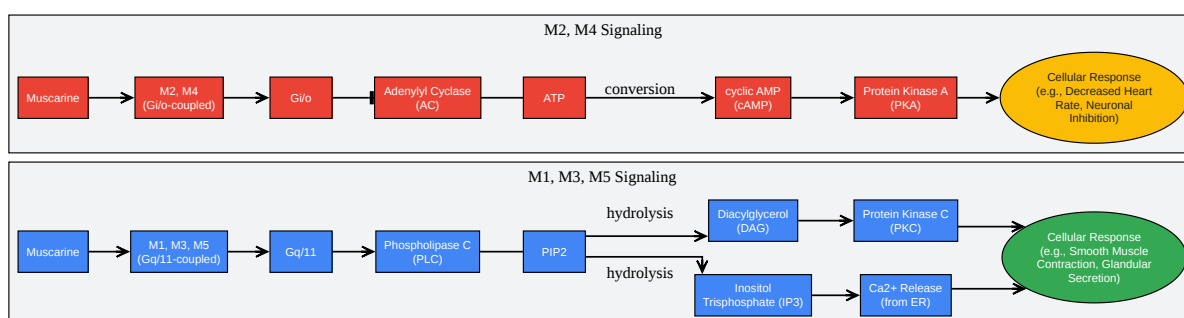 M2, M4 Signaling
Muscarine
M2, M4
(Gi/o-coupled)
Gi/o
Adenylyl Cyclase
(AC)
ATP
conversion
cyclic AMP
(cAMP)
Protein Kinase A
(PKA)
Cellular Response
(e.g., Decreased Heart
Rate, Neuronal
Inhibition)
M1, M3, M5 Signaling
Muscarine
M1, M3, M5
(Gq/11-coupled)
Gq/11
Phospholipase C
(PLC)
PIP2
hydrolysis
Diacylglycerol
(DAG)
Protein Kinase C
(PKC)
hydrolysis
Inositol
Trisphosphate (IP3)
Ca2+ Release
(from ER)
Cellular Response
(e.g., Smooth Muscle
Contraction, Glandular
Secretion)